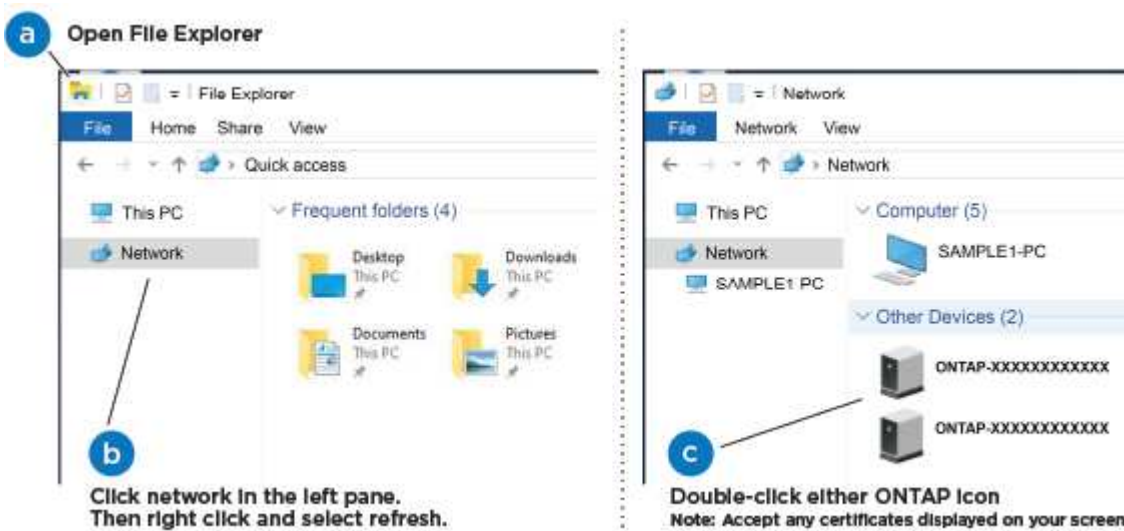 a
Open File Explorer
File Explorer
File Home Share View
Quick access
This PC
Network
Frequent folders (4)
Desktop
This PC
Downloads
This PC
Documents
This PC
Pictures
This PC
b
Click network in the left pane.
Then right click and select refresh.
Network
File Network View
Network
This PC
Network
SAMPLE1 PC
Computer (5)
SAMPLE1-PC
Other Devices (2)
ONTAP-XXXXXXXXXXXX
ONTAP-XXXXXXXXXXXX
c
Double-click either ONTAP icon
Note: Accept any certificates displayed on your screen